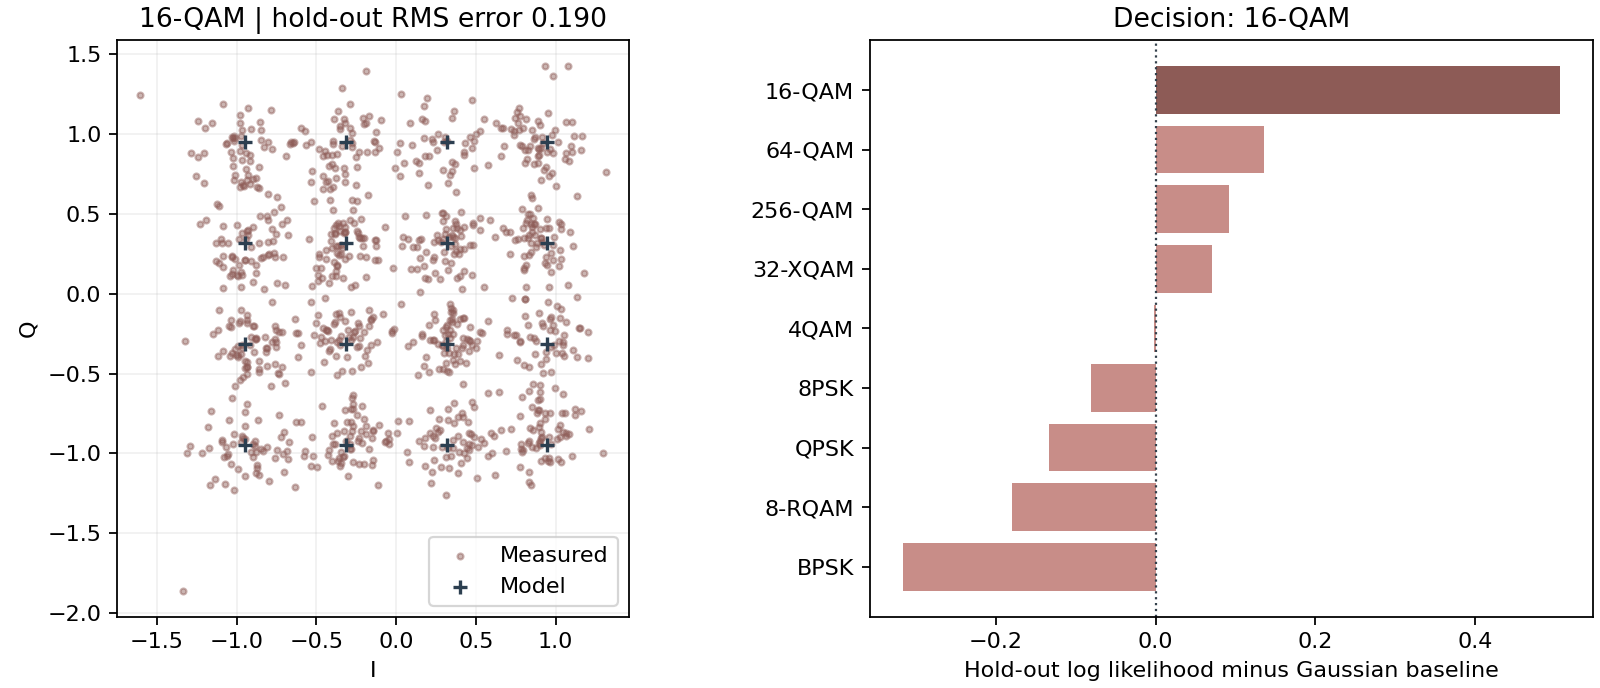 16-QAM | hold-out RMS error 0.190
1.5
1.0
0.5
0.0
−0.5
−1.0
−1.5
−2.0
Q
−1.5
−1.0
−0.5
0.0
0.5
1.0
I
Measured
Model
Decision: 16-QAM
16-QAM
64-QAM
256-QAM
32-XQAM
4QAM
8PSK
QPSK
8-RQAM
BPSK
−0.2
0.0
0.2
0.4
Hold-out log likelihood minus Gaussian baseline